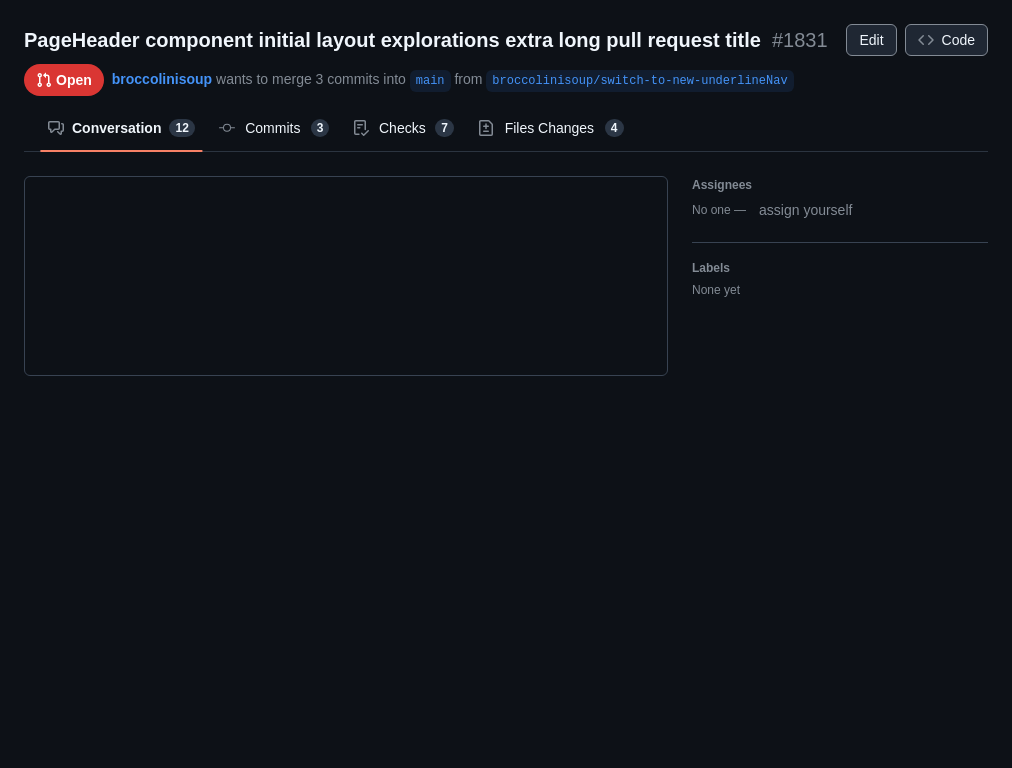 PageHeader component initial layout explorations extra long pull request title #1831 Edit Code
Open broccolinisoup wants to merge 3 commits into main from broccolinisoup/switch-to-new-underlineNav
Conversation 12 Commits 3 Checks 7 Files Changes 4
Assignees
No one — assign yourself
Labels
None yet